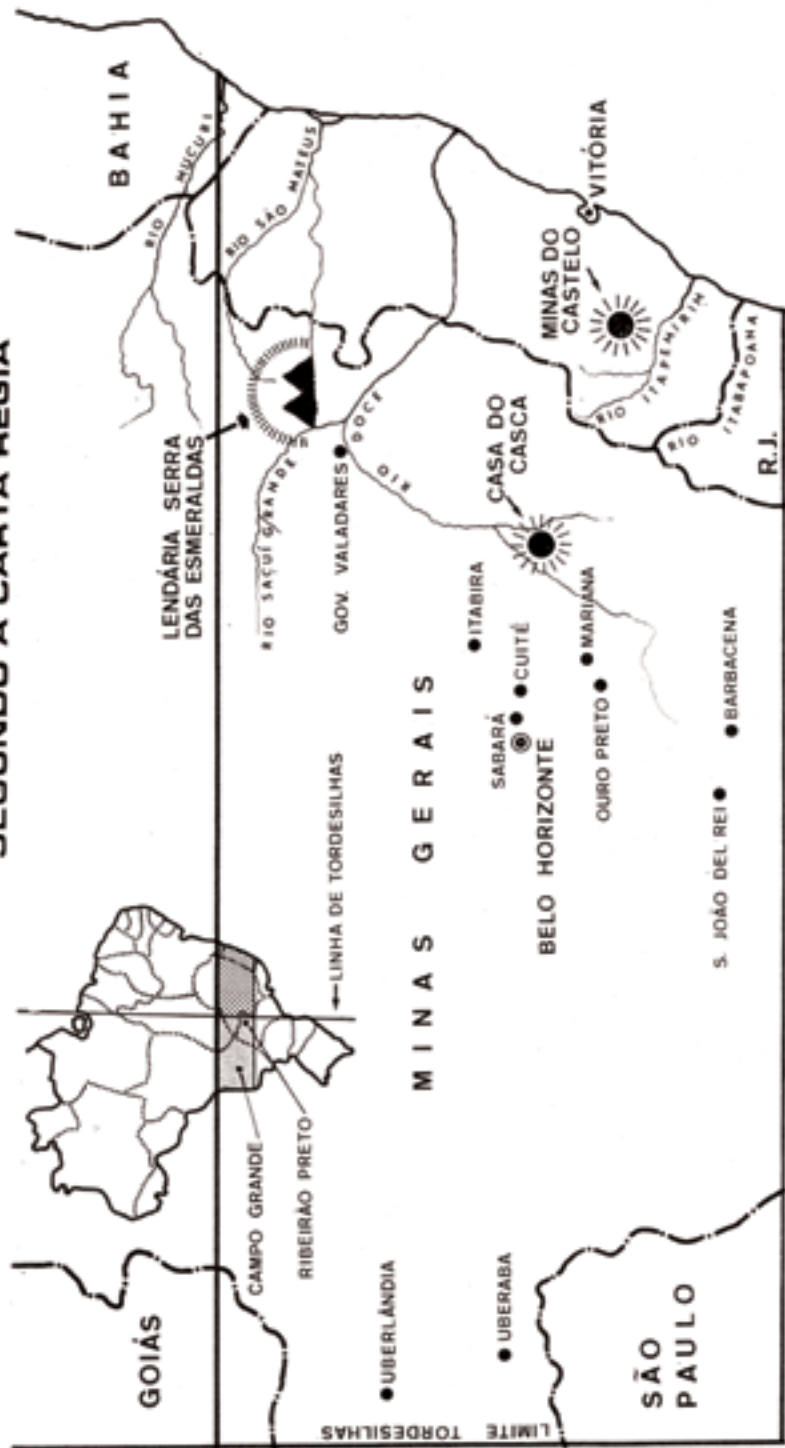 SEGUNDO A CARTA RÉGIA
GOIÁS
BAHIA
RIO MUCURI
RIO SÃO MATEUS
LENDÁRIA SERRA
DAS ESMERALDAS
CAMPO GRANDE
RIBEIRÃO PRETO
LINHA DE TORDESILHAS
RIO SAÇUÍ GRANDE
GOV. VALADARES
RIO DOCE
UBERLÂNDIA
MINAS GERAIS
ITABIRA
CASA DO
CASCA
SABARÁ
CUITÉ
BELO HORIZONTE
MARIANA
OURO PRETO
MINAS DO
CASTELO
VITÓRIA
UBERABA
RIO ITAPEMIRIM
RIO ITABAPOANA
R.J.
S. JOÃO DEL REI
BARBACENA
SÃO
PAULO
LIMITE TORDESILHAS